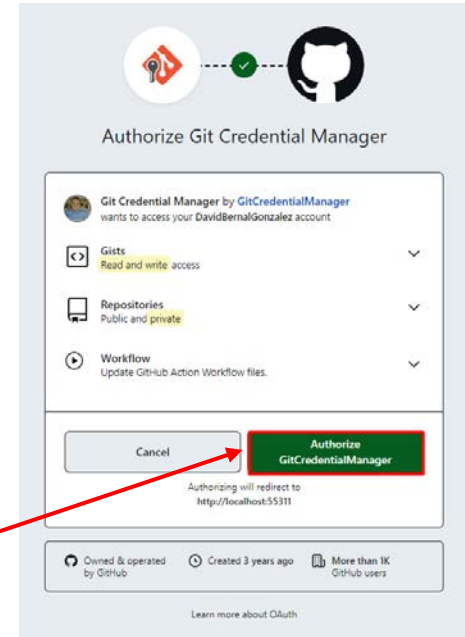 Authorize Git Credential Manager
Git Credential Manager by GitCredentialManager
wants to access your DavidBernalGonzalez account
Gists
Read and write access
Repositories
Public and private
Workflow
Update GitHub Action Workflow files.
Cancel
Authorize
GitCredentialManager
Authorizing will redirect to
http://localhost:55311
Owned & operated
by GitHub
Created 3 years ago
More than 1K
GitHub users
Learn more about OAuth